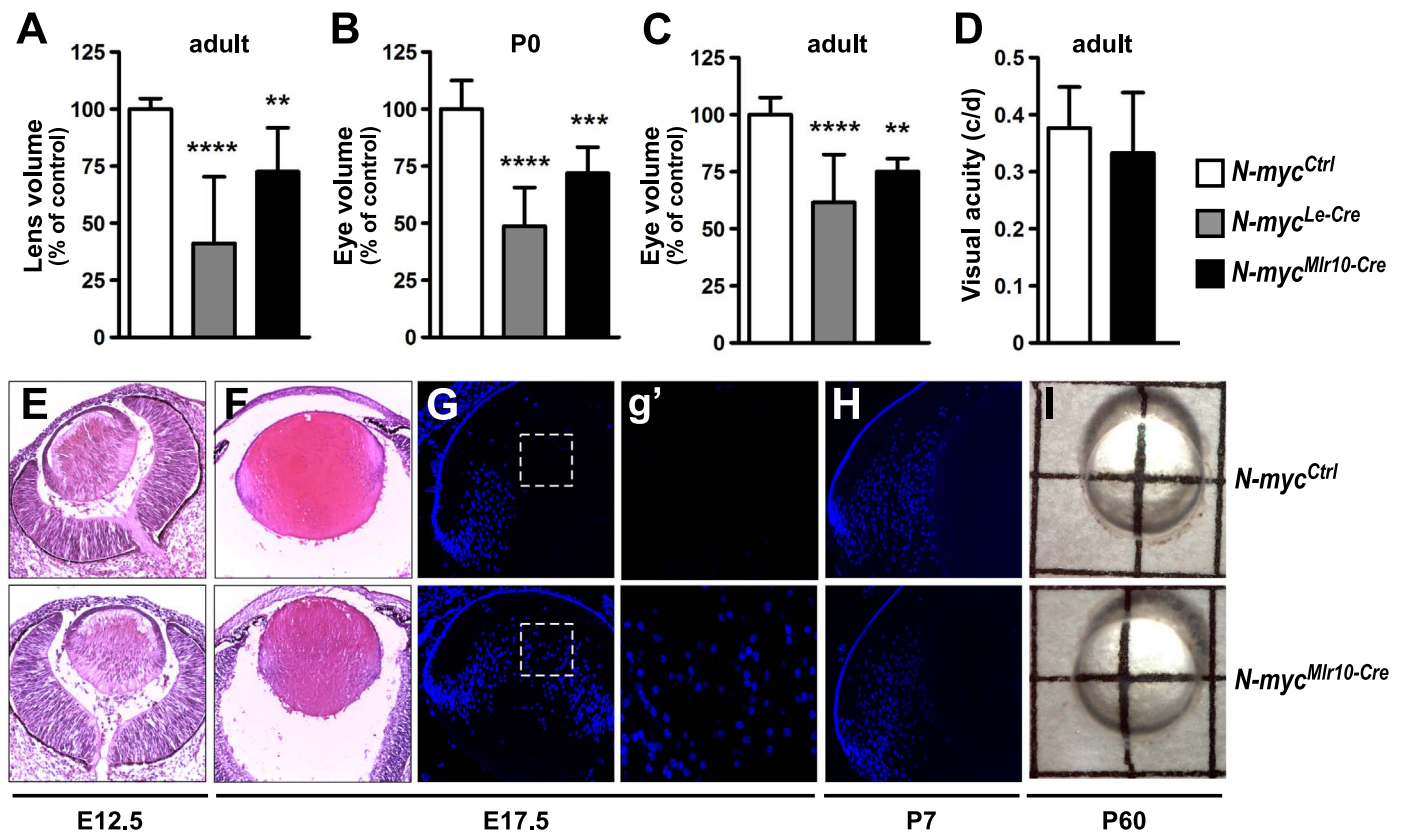 A
adult
Lens volume
(% of control)
125
100
75
50
25
0
****
**
B
P0
Eye volume
(% of control)
125
100
75
50
25
0
****
***
C
adult
Eye volume
(% of control)
125
100
75
50
25
0
****
**
D
adult
Visual acuity (c/d)
0.5
0.4
0.3
0.2
0.1
0
N-myc^Ctrl
N-myc^Le-Cre
N-myc^Mlr10-Cre
E
F
G
g’
H
I
N-myc^Ctrl
N-myc^Mlr10-Cre
E12.5
E17.5
P7
P60